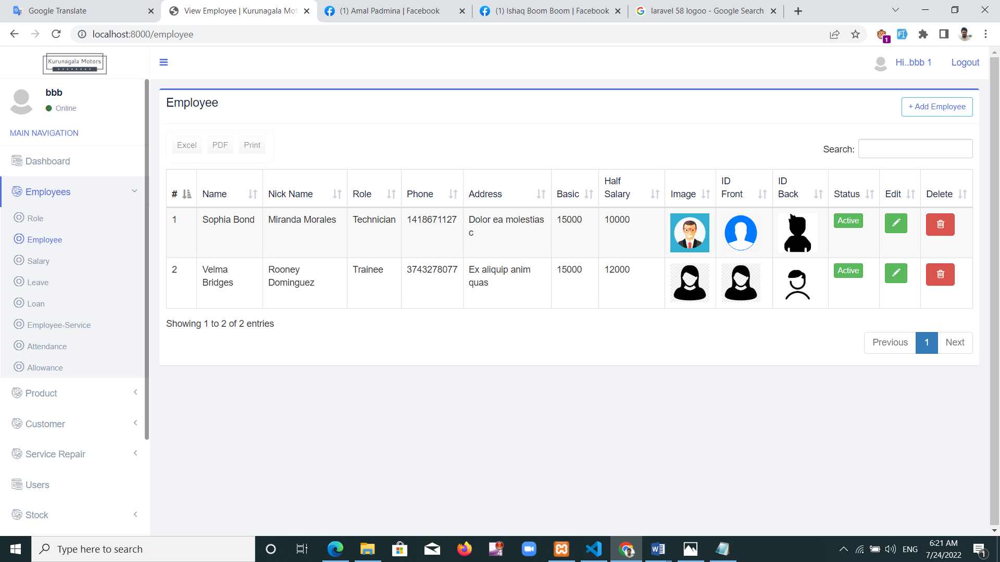 Google Translate
View Employee | Kurunagala Mot
(1) Amal Padmina | Facebook
(1) Ishaq Boom Boom | Facebook
laravel 58 logoo - Google Search
localhost:8000/employee
1
Kurunagala Motors
Hi..bbb 1
Logout
bbb
Online
MAIN NAVIGATION
Dashboard
Employees
Role
Employee
Salary
Leave
Loan
Employee-Service
Attendance
Allowance
Product
Customer
Service Repair
Users
Stock
Employee
+ Add Employee
Excel PDF Print
Search:
# Name Nick Name Role Phone Address Basic Half Salary Image ID Front ID Back Status Edit Delete
1 Sophia Bond Miranda Morales Technician 1418671127 Dolor ea molestias c 15000 10000 Active
2 Velma Bridges Rooney Dominguez Trainee 3743278077 Ex aliquip anim quas 15000 12000 Active
Showing 1 to 2 of 2 entries
Previous 1 Next
Type here to search
4
ENG
6:21 AM
7/24/2022
1